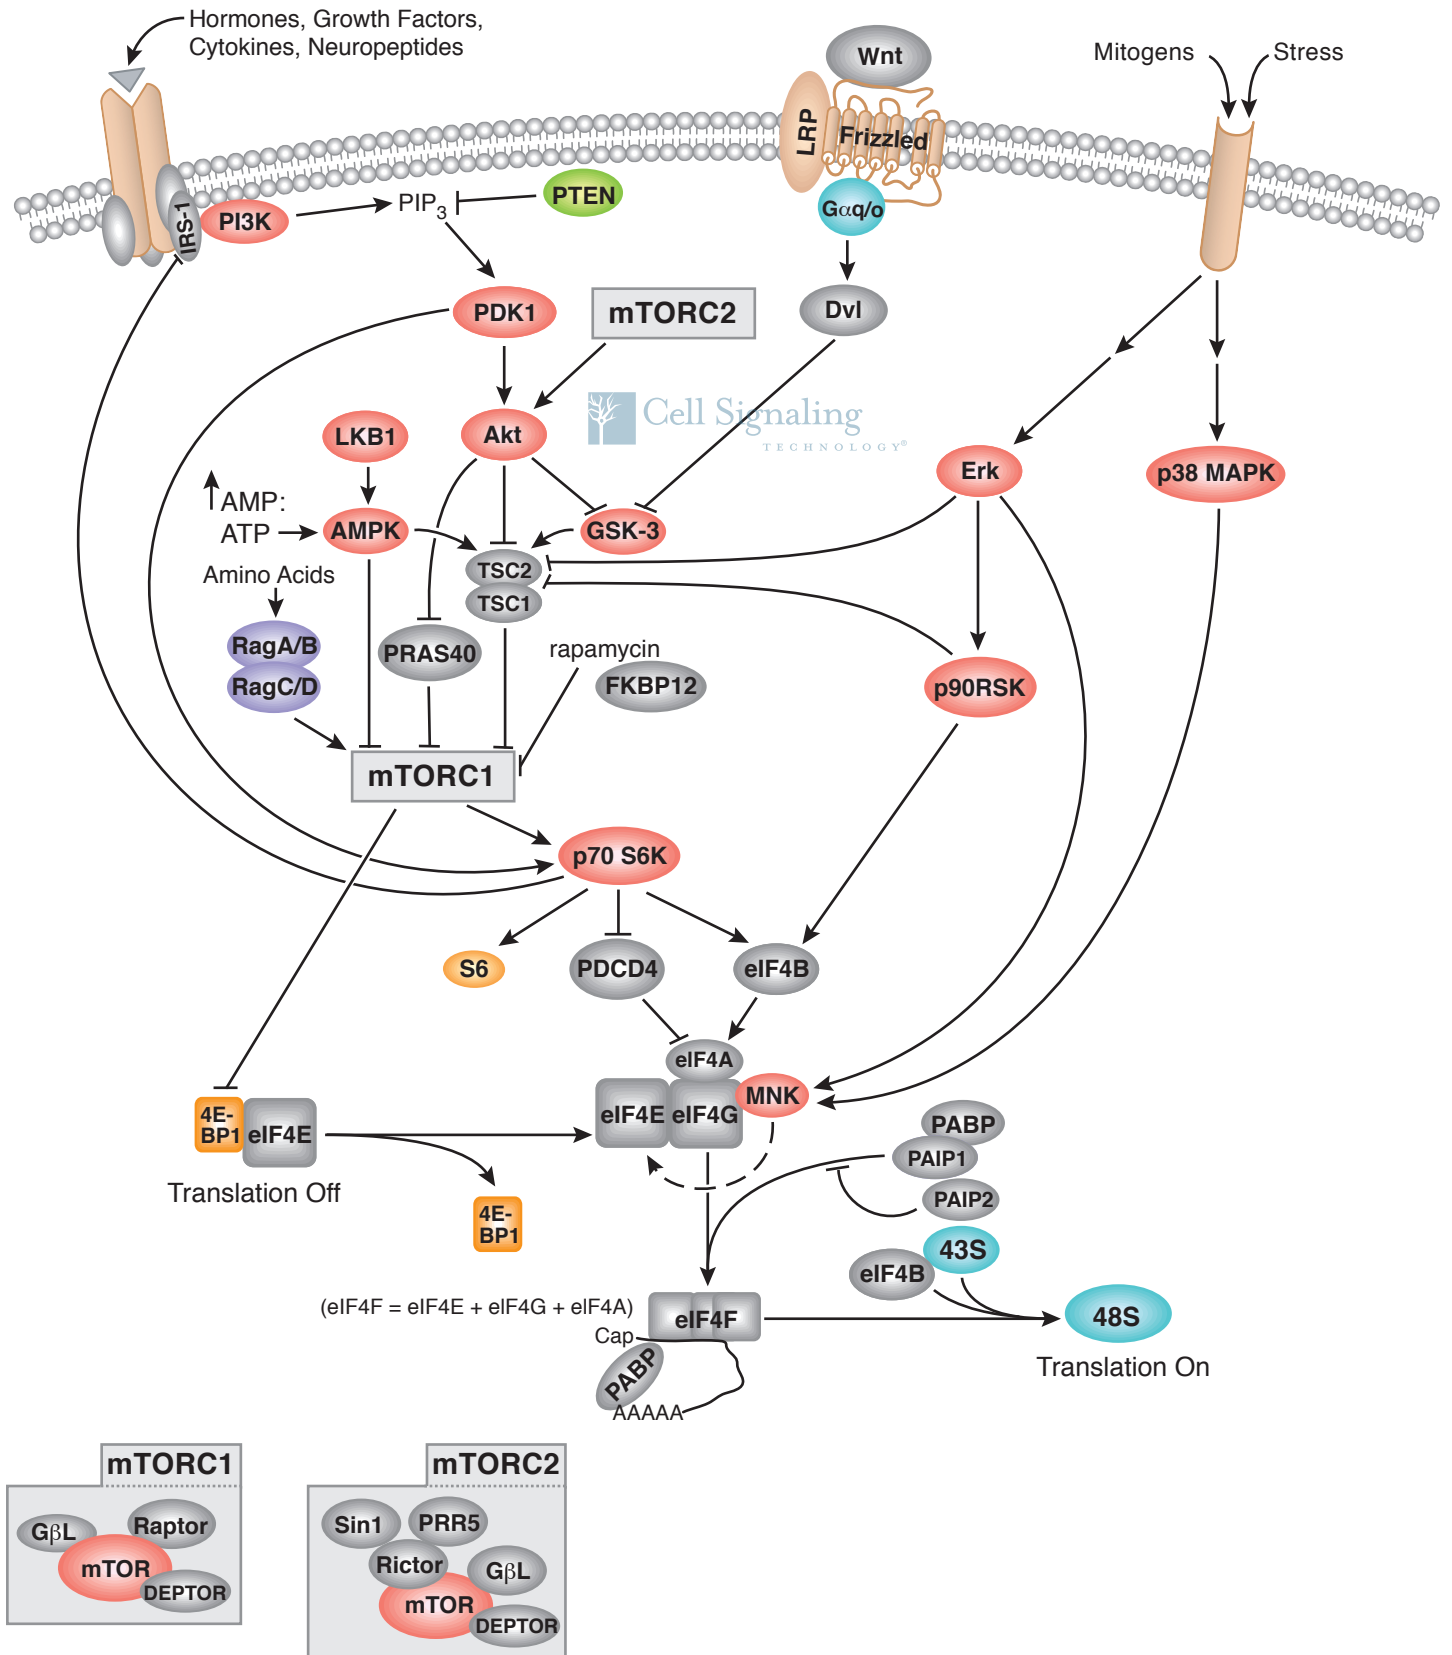 Hormones, Growth Factors,
Cytokines, Neuropeptides
Wnt
Mitogens
Stress
LRP
Frizzled
IRS-1
PI3K
PIP3
PTEN
Gαq/o
PDK1
mTORC2
Dvl
Cell Signaling
TECHNOLOGY®
LKB1
Akt
Erk
p38 MAPK
AMP:
ATP
AMPK
GSK-3
Amino Acids
TSC2
TSC1
RagA/B
RagC/D
PRAS40
rapamycin
FKBP12
p90RSK
mTORC1
p70 S6K
S6
PDCD4
eIF4B
eIF4A
MNK
eIF4E
eIF4G
4E-
BP1
eIF4E
Translation Off
4E-
BP1
PABP
PAIP1
PAIP2
43S
eIF4B
(eIF4F = eIF4E + eIF4G + eIF4A)
eIF4F
48S
Cap
PABP
AAAAA
Translation On
mTORC1
GβL
Raptor
mTOR
DEPTOR
mTORC2
Sin1
PRR5
Rictor
GβL
mTOR
DEPTOR